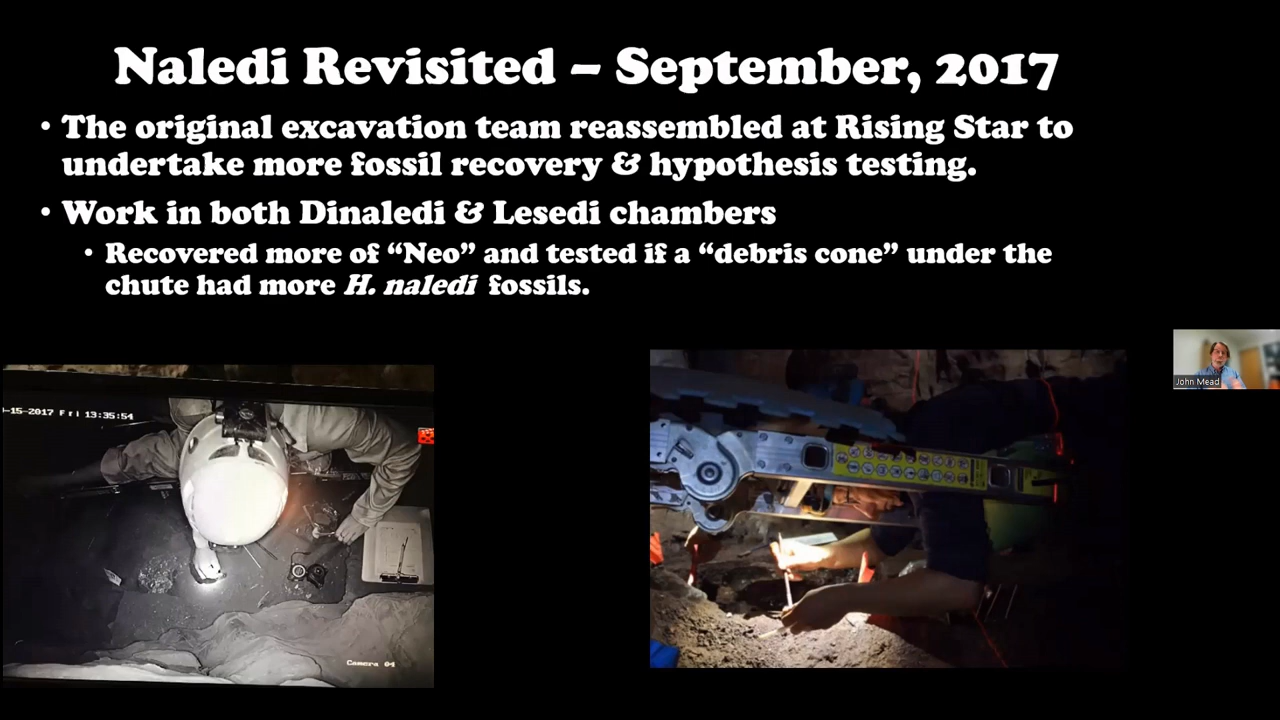 Naledi Revisited – September, 2017
• The original excavation team reassembled at Rising Star to
undertake more fossil recovery & hypothesis testing.
• Work in both Dinaledi & Lesedi chambers
• Recovered more of “Neo” and tested if a “debris cone” under the
chute had more H. naledi fossils.
-15-2017 Fri 13:35:54
Camera 04
John Mead